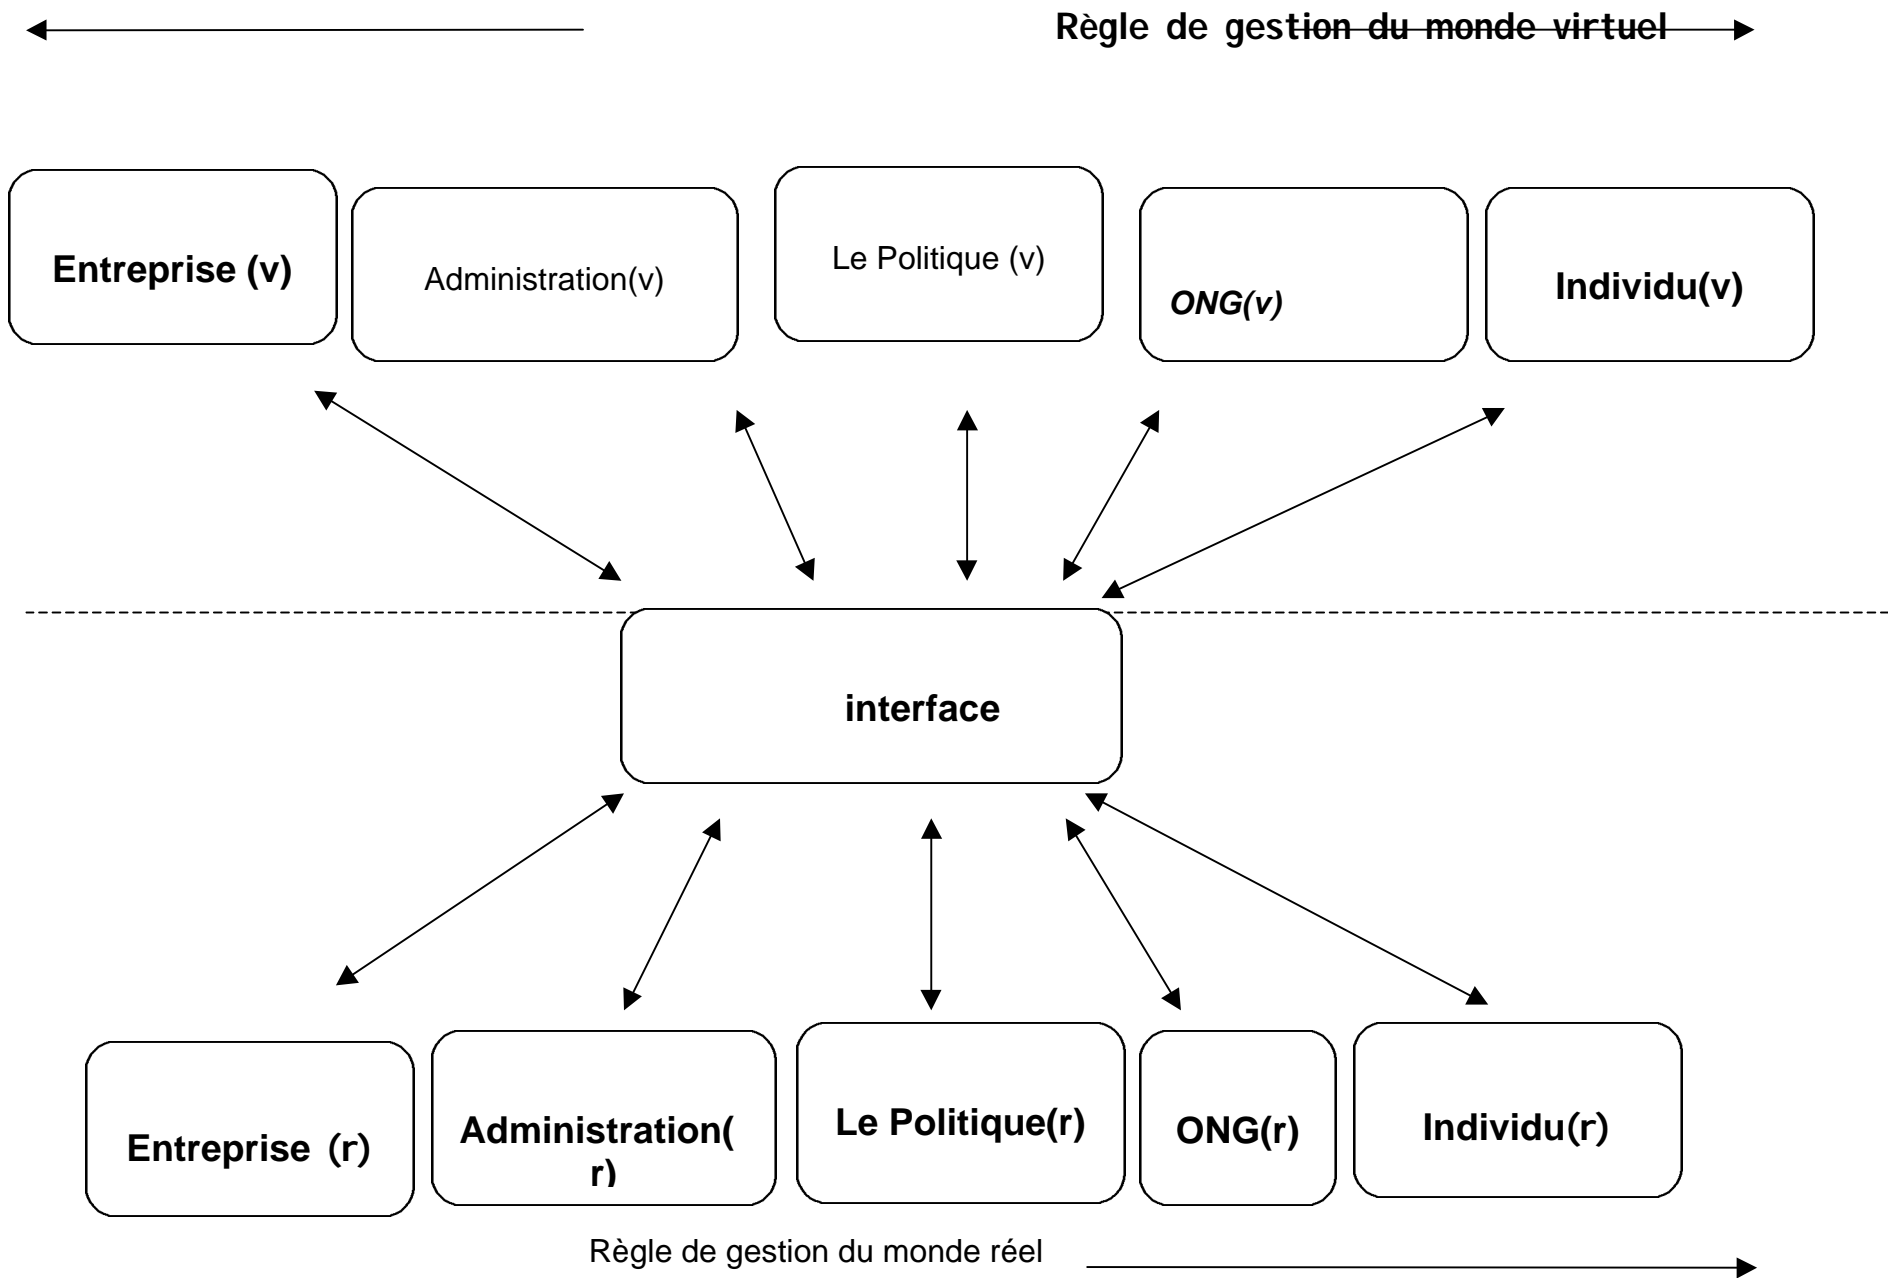 Règle de gestion du monde virtuel
Entreprise (v)
Administration(v)
Le Politique (v)
ONG(v)
Individu(v)
interface
Entreprise (r)
Administration(
r)
Le Politique(r)
ONG(r)
Individu(r)
Règle de gestion du monde réel